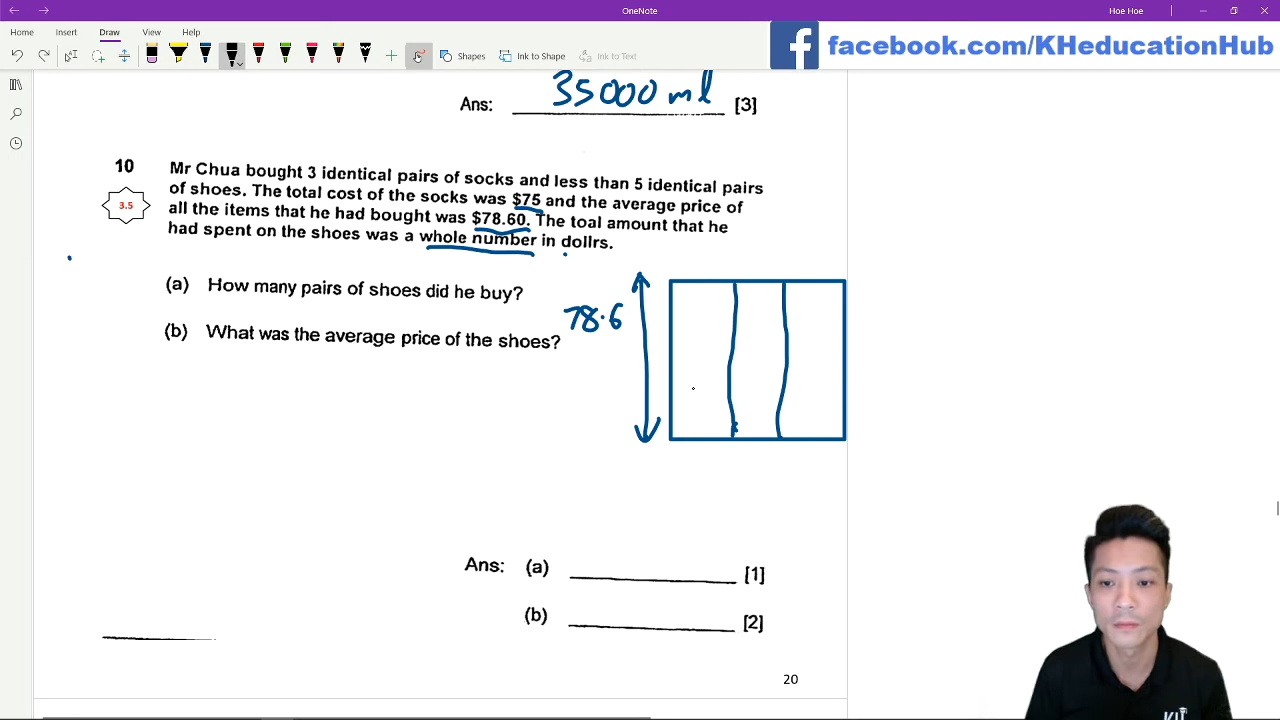 OneNote
Hoe Hoe
Home
Insert
Draw
View
Help
Shapes
Ink to Shape
Ink to Text
facebook.com/KHeducationHub
Ans: 35000 ml [3]
10 Mr Chua bought 3 identical pairs of socks and less than 5 identical pairs
of shoes. The total cost of the socks was $75 and the average price of
3.5
all the items that he had bought was $78.60. The toal amount that he
had spent on the shoes was a whole number in dollrs.
(a) How many pairs of shoes did he buy?
78.6
(b) What was the average price of the shoes?
Ans: (a) [1]
(b) [2]
20